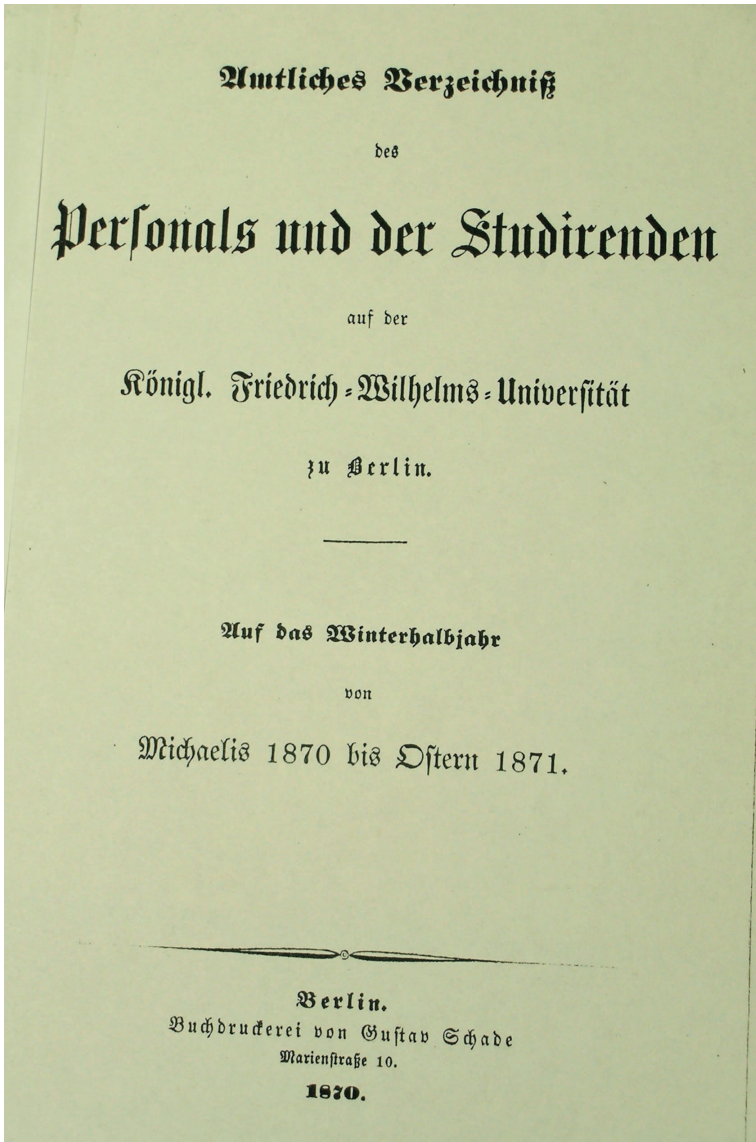 Amtliches Verzeichniß
des
Personals und der Studirenden
auf der
Königl. Friedrich-Wilhelms-Universität
zu Berlin.
Auf das Winterhalbjahr
von
Michaelis 1870 bis Ostern 1871.
Berlin.
Buchdruckerei von Gustav Schade
Marienstraße 10.
1870.